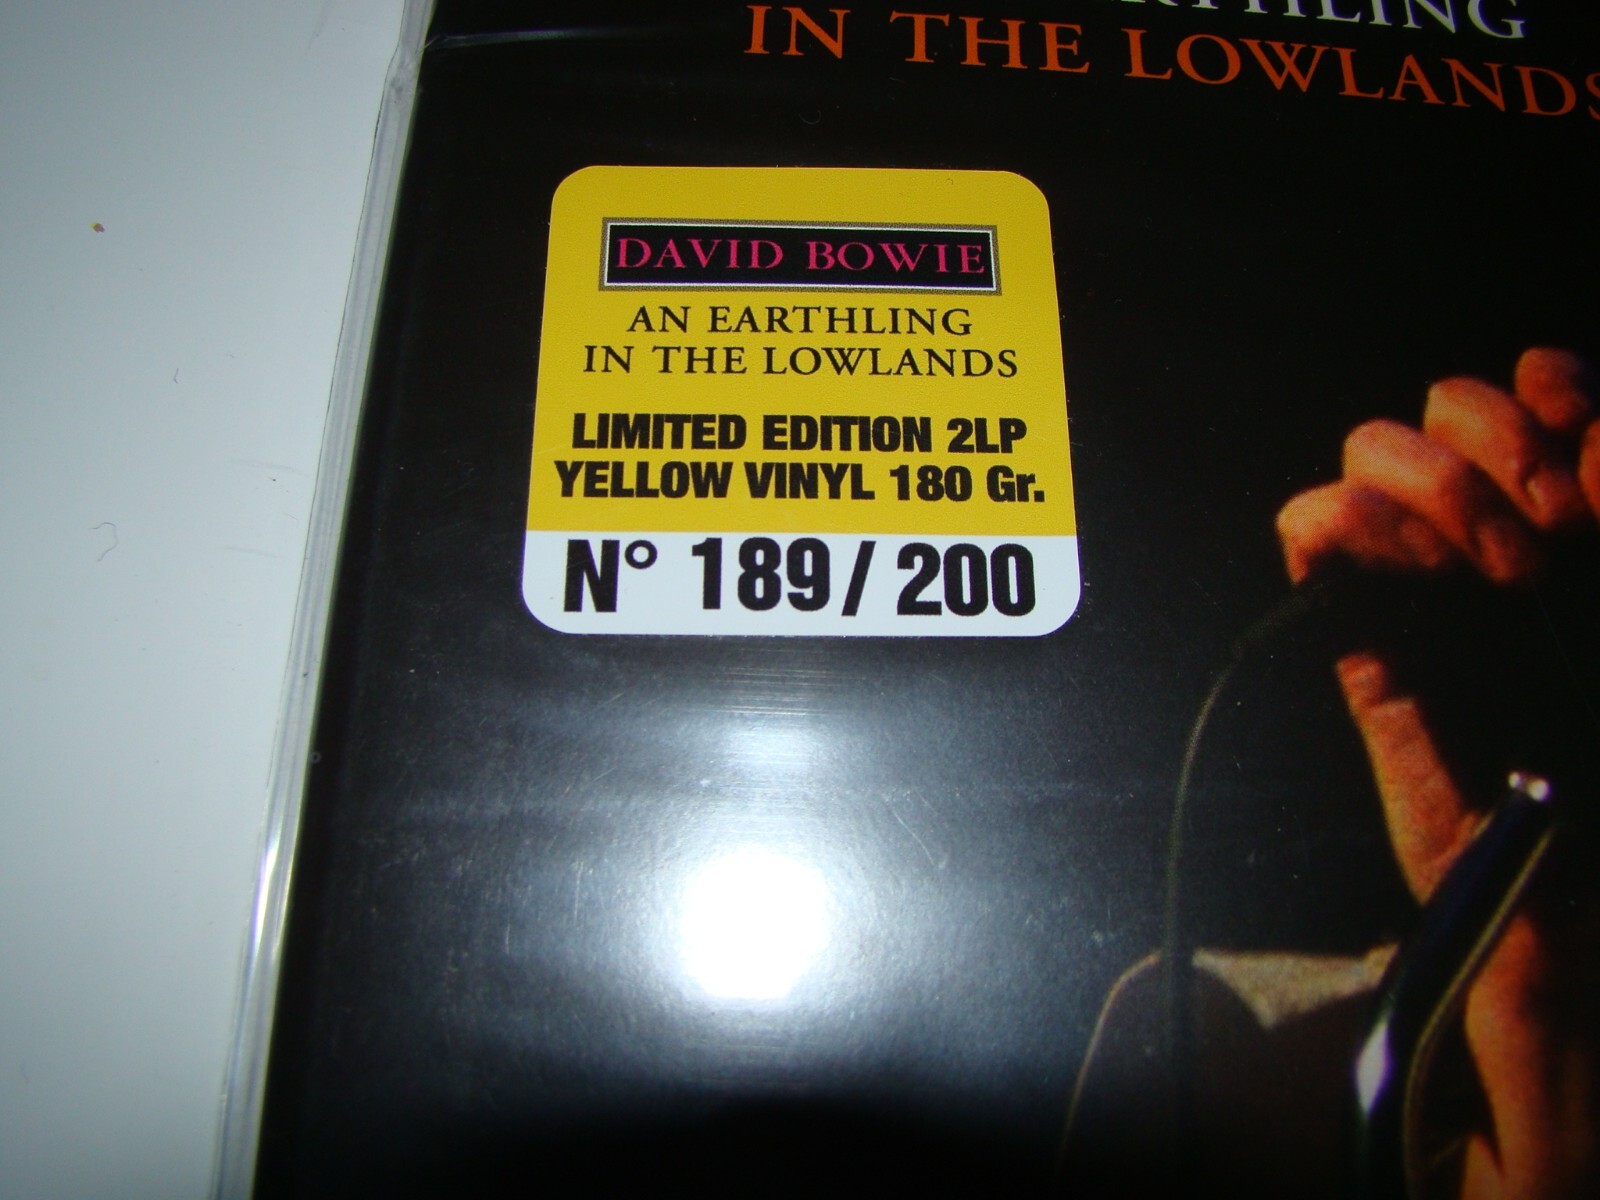 IN THE LOWLANDS
DAVID BOWIE
AN EARTHLING
IN THE LOWLANDS
LIMITED EDITION 2LP
YELLOW VINYL 180 Gr.
N° 189 / 200